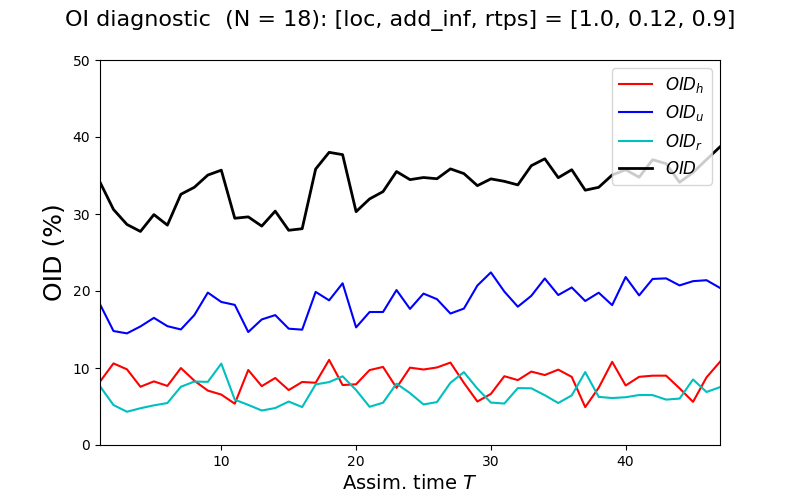 OI diagnostic (N = 18): [loc, add_inf, rtps] = [1.0, 0.12, 0.9]
50
40
30
20
10
0
OID (%)
OID_h
OID_u
OID_r
OID
10
20
30
40
Assim. time T